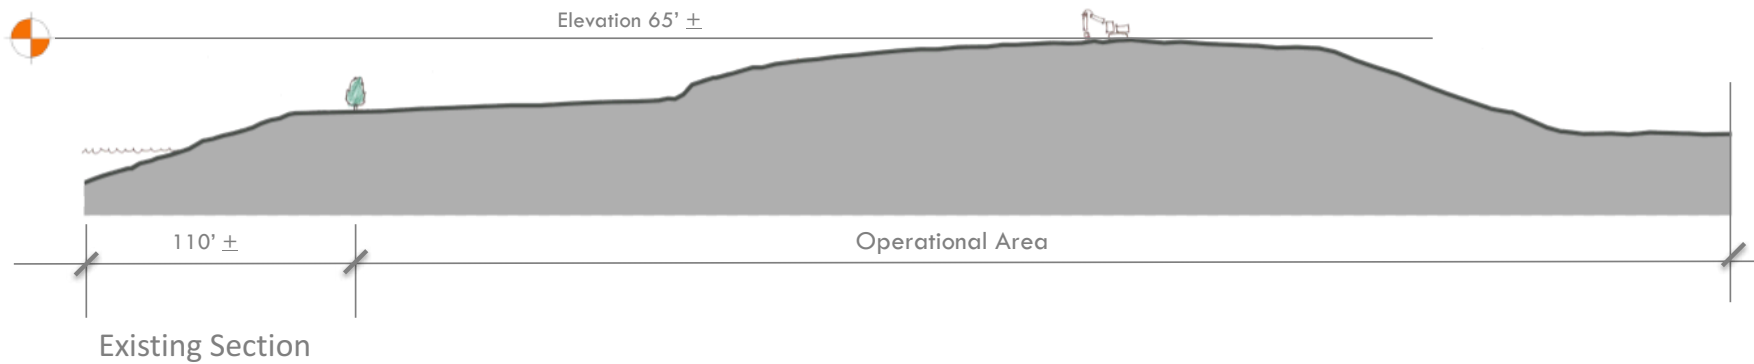 Elevation 65’ ±
110’ ±
Operational Area
Existing Section